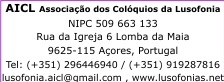 AICL Associação dos Colóquios da Lusofonia
NIPC 509 663 133
Rua da Igreja 6 Lomba da Maia
9625-115 Açores, Portugal
Tel: (+351) 296446940 / (+351) 919287816
lusofonia.aicl@gmail.com , www.lusofonias.net